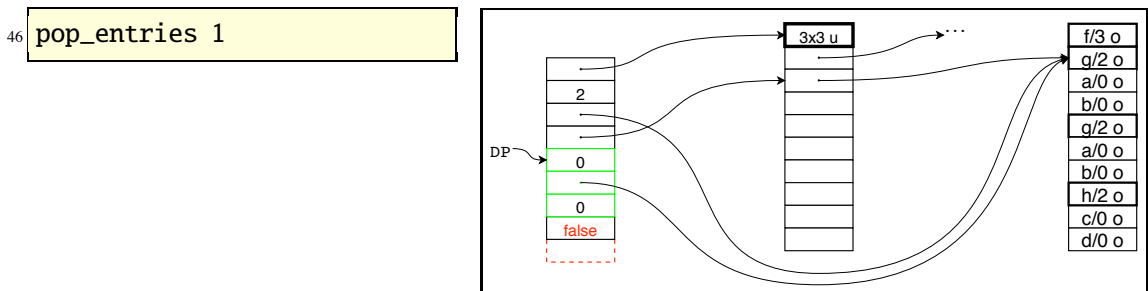 46 pop_entries 1
3x3 u
...
f/3 o
g/2 o
a/0 o
b/0 o
g/2 o
a/0 o
b/0 o
h/2 o
c/0 o
d/0 o
2
DP
0
0
false